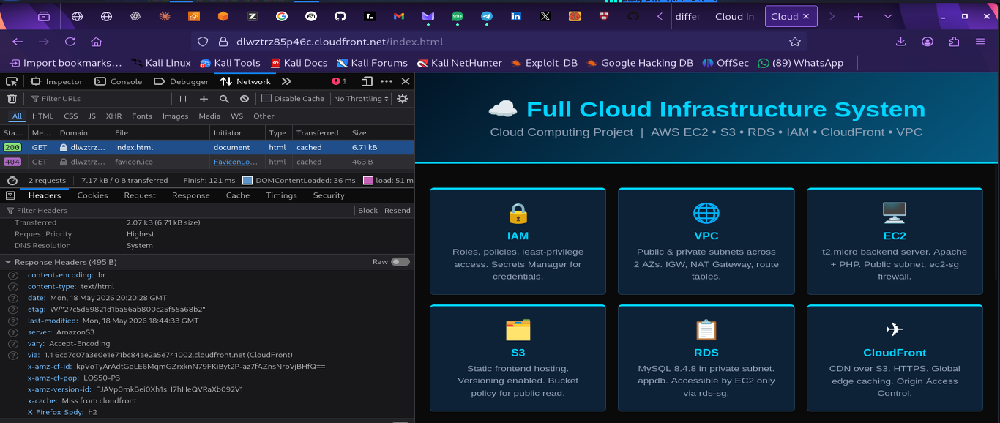 differ
Cloud In
Cloud
dlwztrz85p46c.cloudfront.net/index.html
Import bookmarks... Kali Linux Kali Tools Kali Docs Kali Forums Kali NetHunter Exploit-DB Google Hacking DB OffSec (89) WhatsApp
Inspector Console Debugger Network 1
Filter URLs Disable Cache No Throttling
All HTML CSS JS XHR Fonts Images Media WS Other
Sta... Me... Domain File Initiator Type Transferred Size
200 GET dlwztrz... index.html document html cached 6.71 kB
404 GET dlwztrz... favicon.ico FaviconLo... html cached 463 B
2 requests 7.17 kB / 0 B transferred Finish: 121 ms DOMContentLoaded: 36 ms load: 51 m
Headers Cookies Request Response Cache Timings Security
Filter Headers Block Resend
Transferred 2.07 kB (6.71 kB size)
Request Priority Highest
DNS Resolution System
Response Headers (495 B) Raw
content-encoding: br
content-type: text/html
date: Mon, 18 May 2026 20:20:28 GMT
etag: W/"27c5d59821d1ba56ab800c25f55a68b2"
last-modified: Mon, 18 May 2026 18:44:33 GMT
server: AmazonS3
vary: Accept-Encoding
via: 1.1 6cd7c07a3e0e1e71bc84ae2a5e741002.cloudfront.net (CloudFront)
x-amz-cf-id: kpVoTyArAdtGoLE6MqmGZrxknN79FKiByt2P-az7fAZnsNroVjBHfQ==
x-amz-cf-pop: LOS50-P3
x-amz-version-id: FJAVp0mkBei0Xh1sH7hHeQVRaXb092V1
x-cache: Miss from cloudfront
X-Firefox-Spdy: h2
Full Cloud Infrastructure System
Cloud Computing Project | AWS EC2 • S3 • RDS • IAM • CloudFront • VPC
IAM
Roles, policies, least-privilege
access. Secrets Manager for
credentials.
VPC
Public & private subnets across
2 AZs. IGW, NAT Gateway, route
tables.
EC2
t2.micro backend server. Apache
+ PHP. Public subnet, ec2-sg
firewall.
S3
Static frontend hosting.
Versioning enabled. Bucket
policy for public read.
RDS
MySQL 8.4.8 in private subnet.
appdb. Accessible by EC2 only
via rds-sg.
CloudFront
CDN over S3. HTTPS. Global
edge caching. Origin Access
Control.